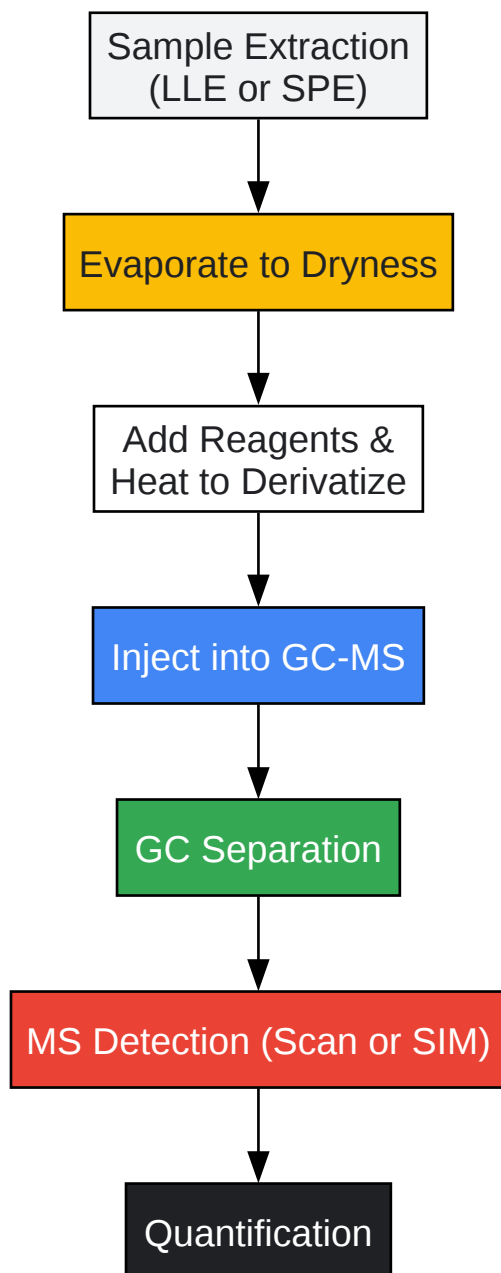 Sample Extraction
(LLE or SPE)
Evaporate to Dryness
Add Reagents &
Heat to Derivatize
Inject into GC-MS
GC Separation
MS Detection (Scan or SIM)
Quantification